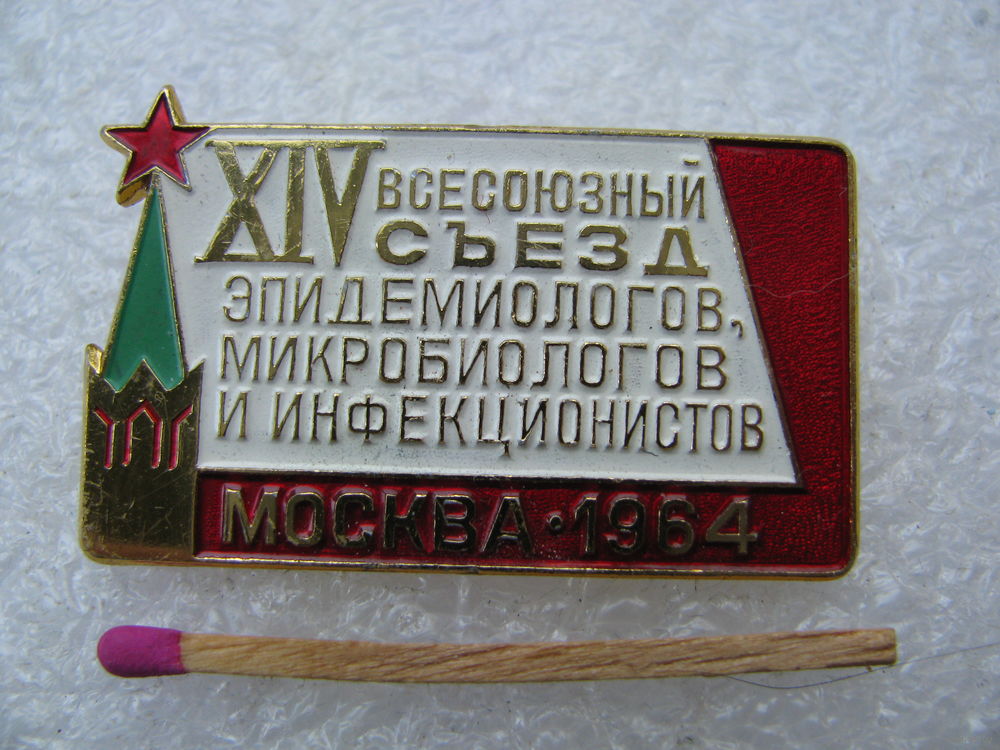 XIV ВСЕСОЮЗНЫЙ
СЪЕЗД
ЭПИДЕМИОЛОГОВ,
МИКРОБИОЛОГОВ
И ИНФЕКЦИОНИСТОВ
МОСКВА · 1964